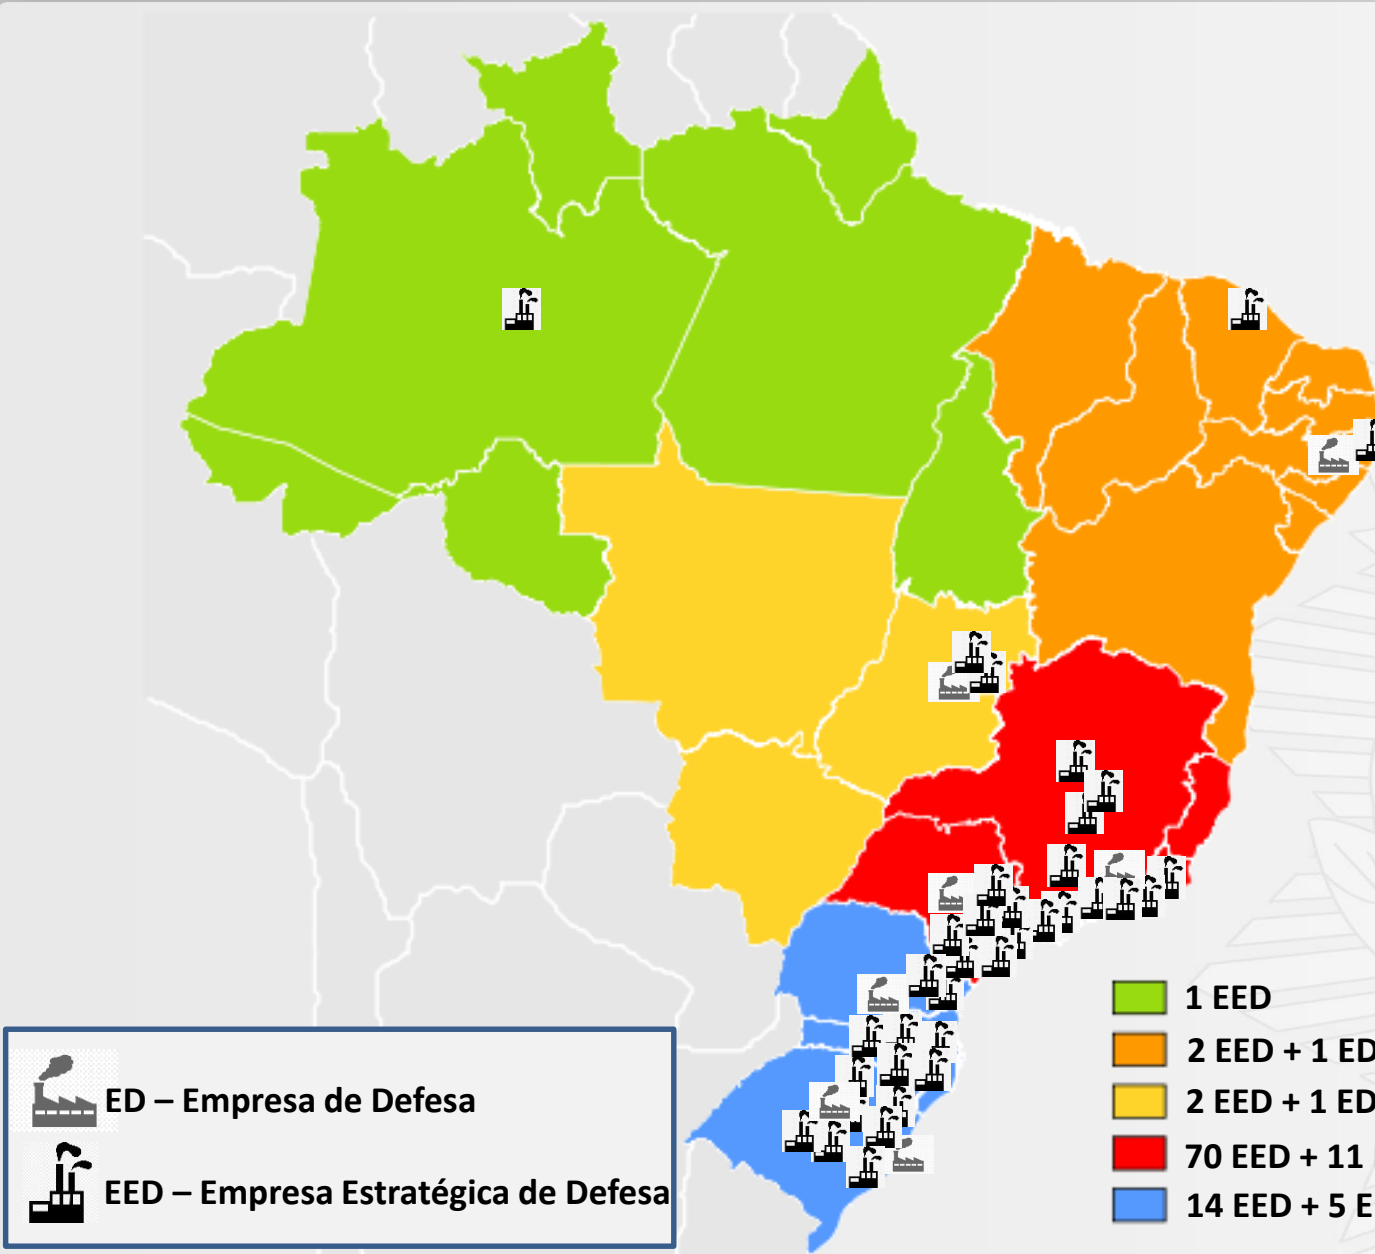 1 EED
2 EED + 1 ED
2 EED + 1 ED
70 EED + 11
14 EED + 5 E
ED – Empresa de Defesa
EED – Empresa Estratégica de Defesa